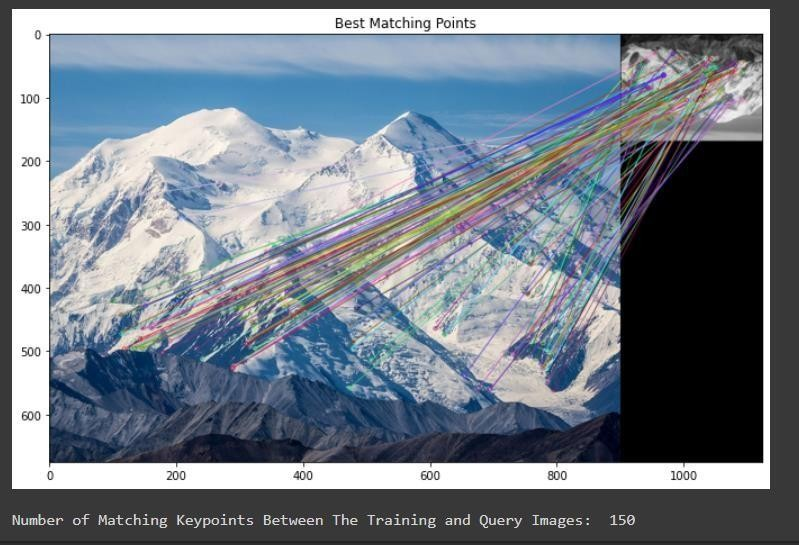 Best Matching Points
0
100
200
300
400
500
600
0 200 400 600 800 1000
Number of Matching Keypoints Between The Training and Query Images: 150